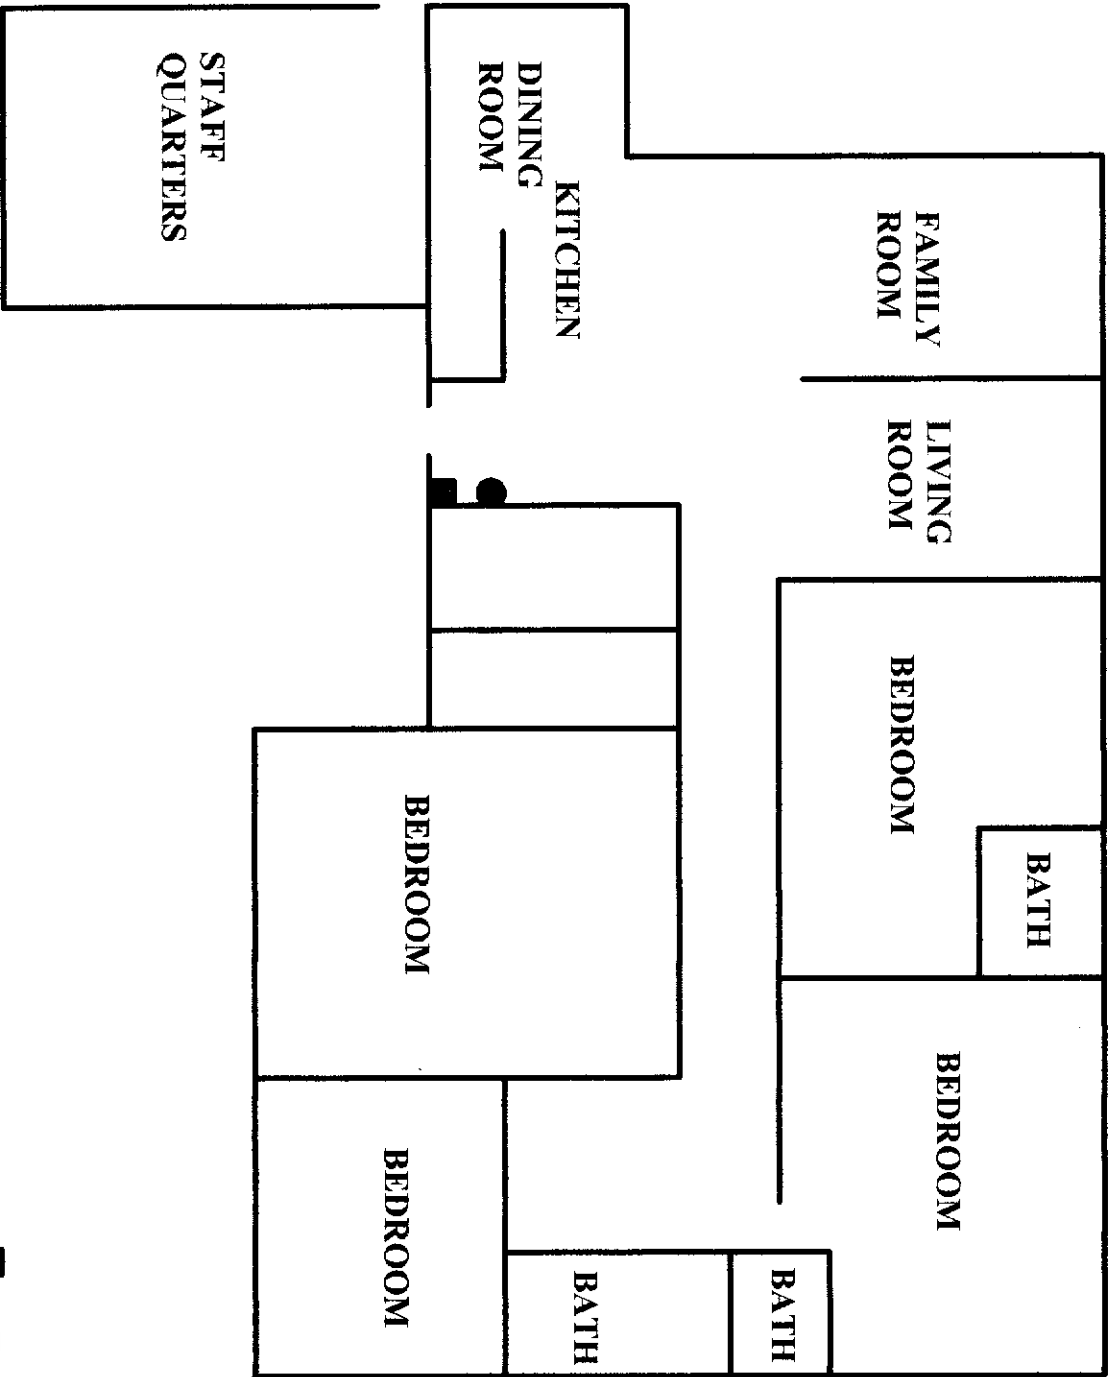 FAMILY
ROOM
LIVING
ROOM
BEDROOM
BATH
BEDROOM
BATH
BATH
KITCHEN
DINING
ROOM
BEDROOM
BEDROOM
STAFF
QUARTERS